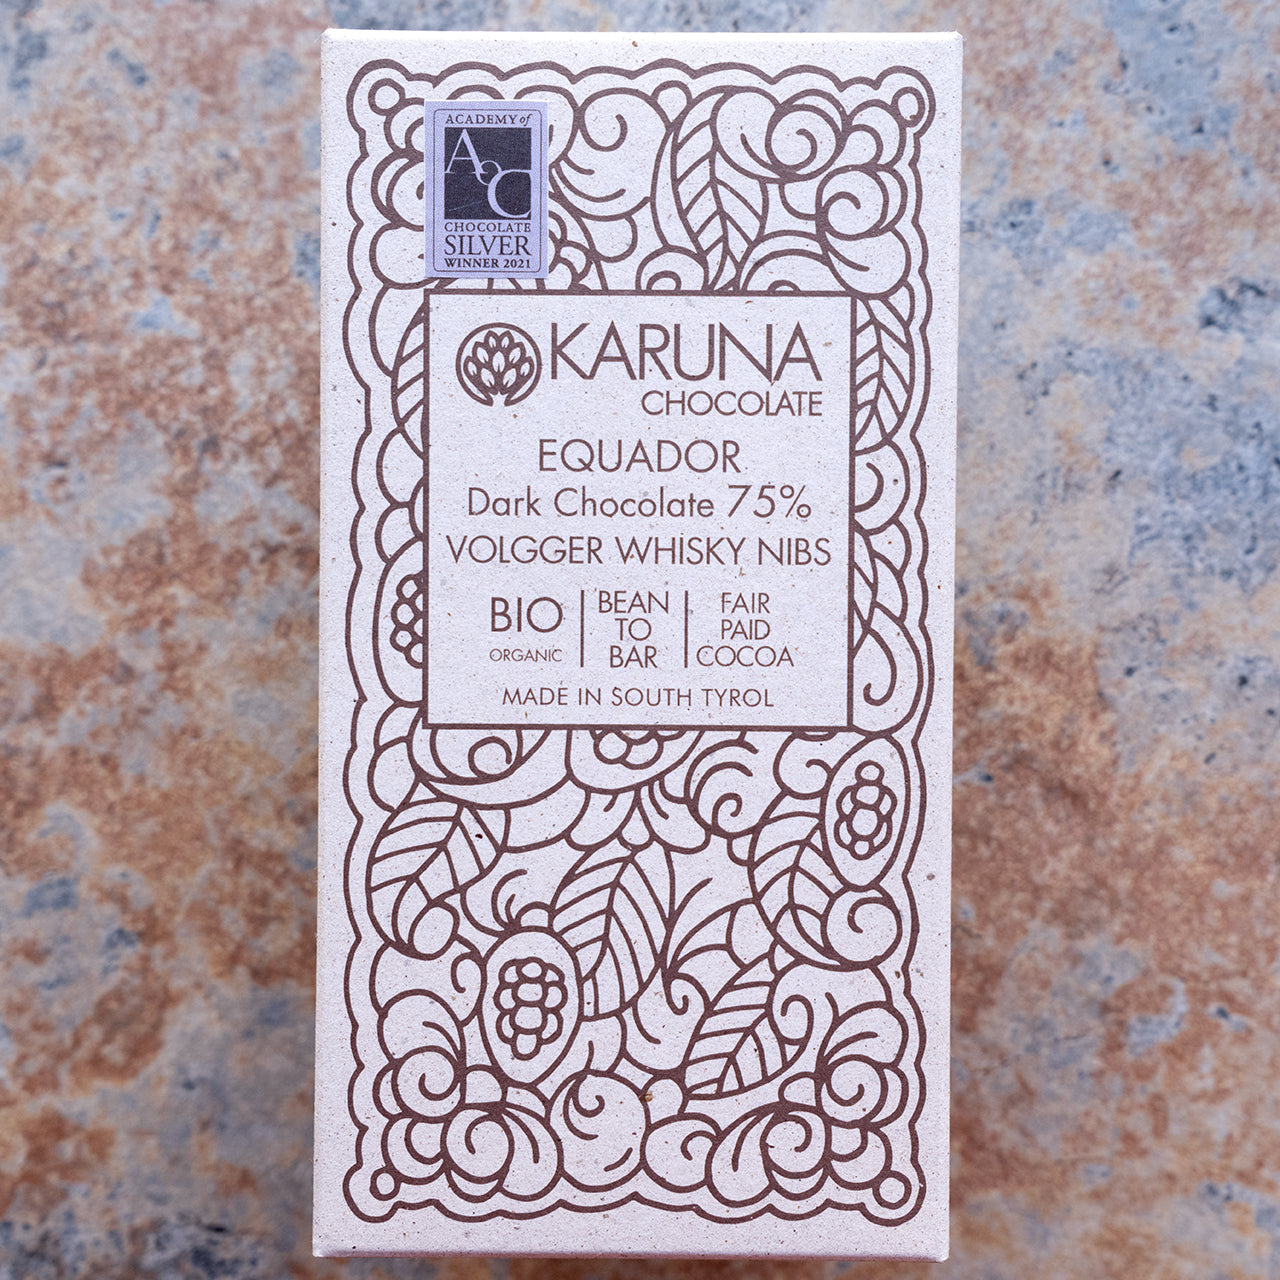 ACADEMY of
AoC
CHOCOLATE
SILVER
WINNER 2021
KARUNA
CHOCOLATE
EQUADOR
Dark Chocolate 75%
VOLGGER WHISKY NIBS
BIO
ORGANIC
BEAN
TO
BAR
FAIR
PAID
COCOA
MADE IN SOUTH TYROL